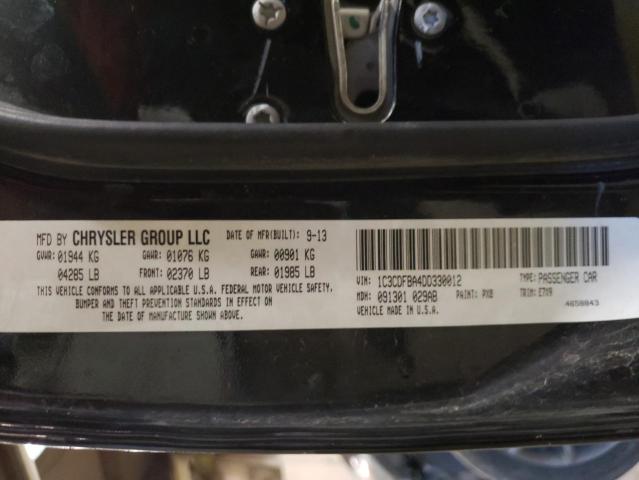 MFD BY CHRYSLER GROUP LLC DATE OF MFR(BUILT): 9-13
GVWR: 01944 KG GAWR: 01076 KG GAWR: 00901 KG
04285 LB FRONT: 02370 LB REAR: 01985 LB
THIS VEHICLE CONFORMS TO ALL APPLICABLE U.S.A. FEDERAL MOTOR VEHICLE SAFETY,
BUMPER AND THEFT PREVENTION STANDARDS IN EFFECT ON
THE DATE OF MANUFACTURE SHOWN ABOVE.
VIN: 1C3CDFBA4DD330012 TYPE: PASSENGER CAR
MDH: 091301 029AB PAINT: PXB TRIM: E7X9
VEHICLE MADE IN U.S.A. 4658843